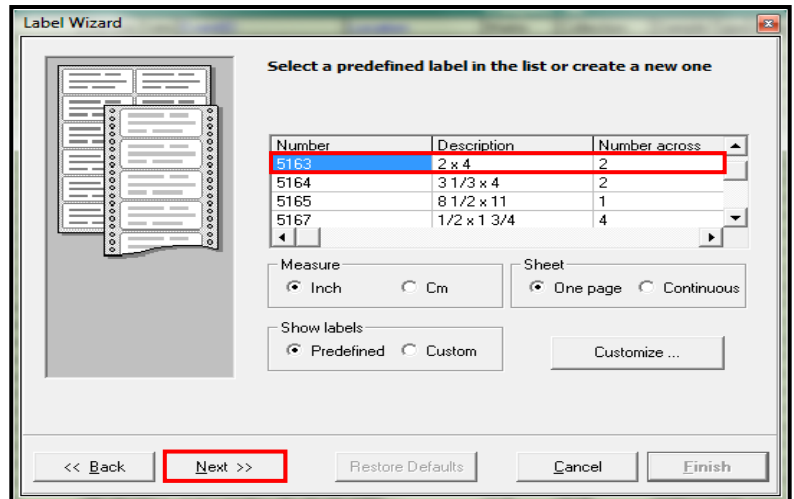 Label Wizard
Select a predefined label in the list or create a new one
Number Description Number across
5163 2 x 4 2
5164 3 1/3 x 4 2
5165 8 1/2 x 11 1
5167 1/2 x 1 3/4 4
Measure Sheet
Inch Cm One page Continuous
Show labels
Predefined Custom Customize ...
<< Back Next >> Restore Defaults Cancel Finish